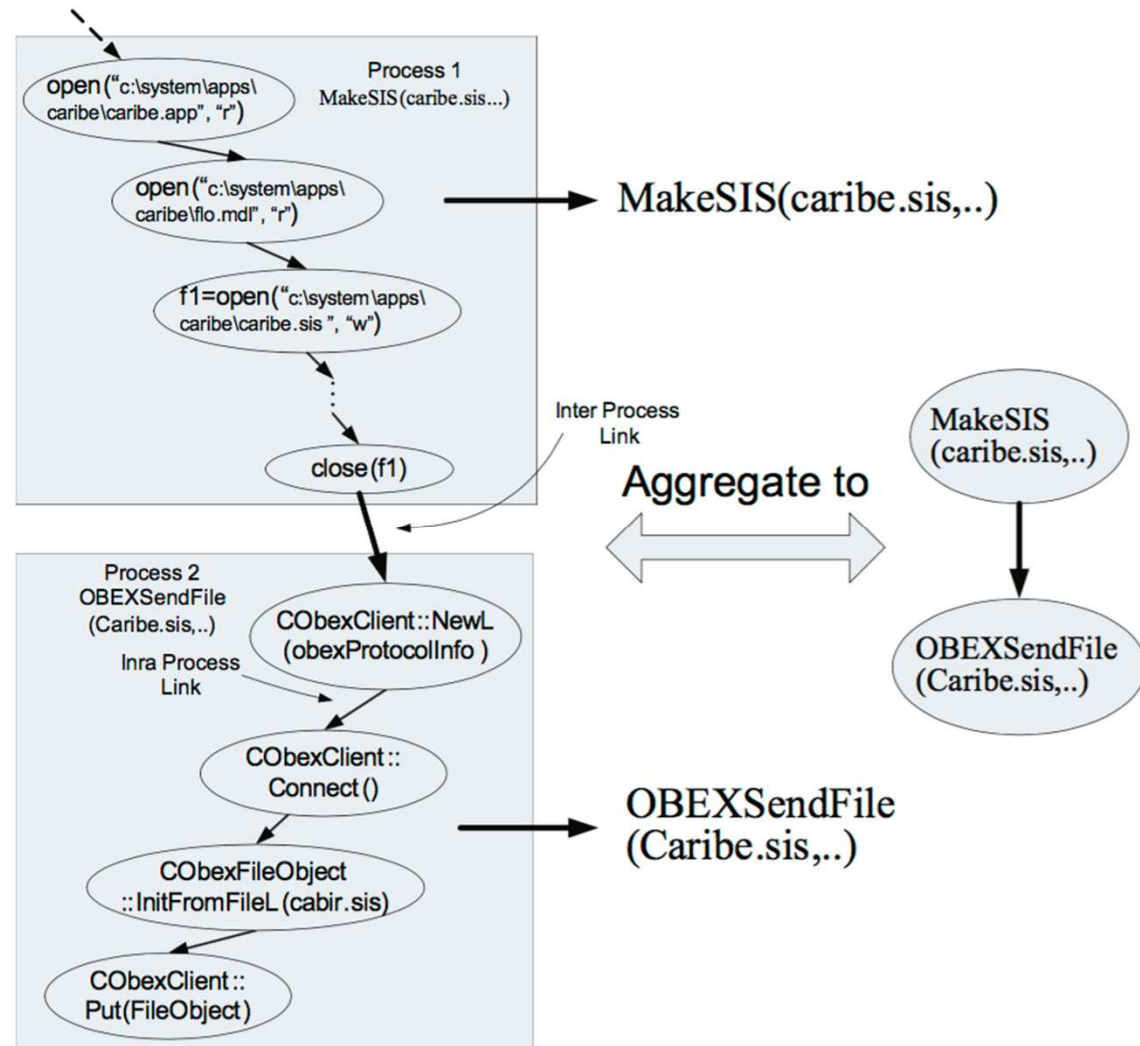 open("c:\system\apps\
caribe\caribe.app", "r")
Process 1
MakeSIS(caribe.sis...)
open("c:\system\apps\
caribe\flo.mdl", "r")
MakeSIS(caribe.sis,..)
f1=open("c:\system\apps\
caribe\caribe.sis ", "w")
close(f1)
Inter Process
Link
Aggregate to
MakeSIS
(caribe.sis,..)
OBEXSendFile
(Caribe.sis,..)
Process 2
OBEXSendFile
(Caribe.sis,..)
Inra Process
Link
CObexClient::NewL
(obexProtocolInfo )
CObexClient::
Connect()
OBEXSendFile
(Caribe.sis,..)
CObexFileObject
::InitFromFileL(cabir.sis)
CObexClient::
Put(FileObject)